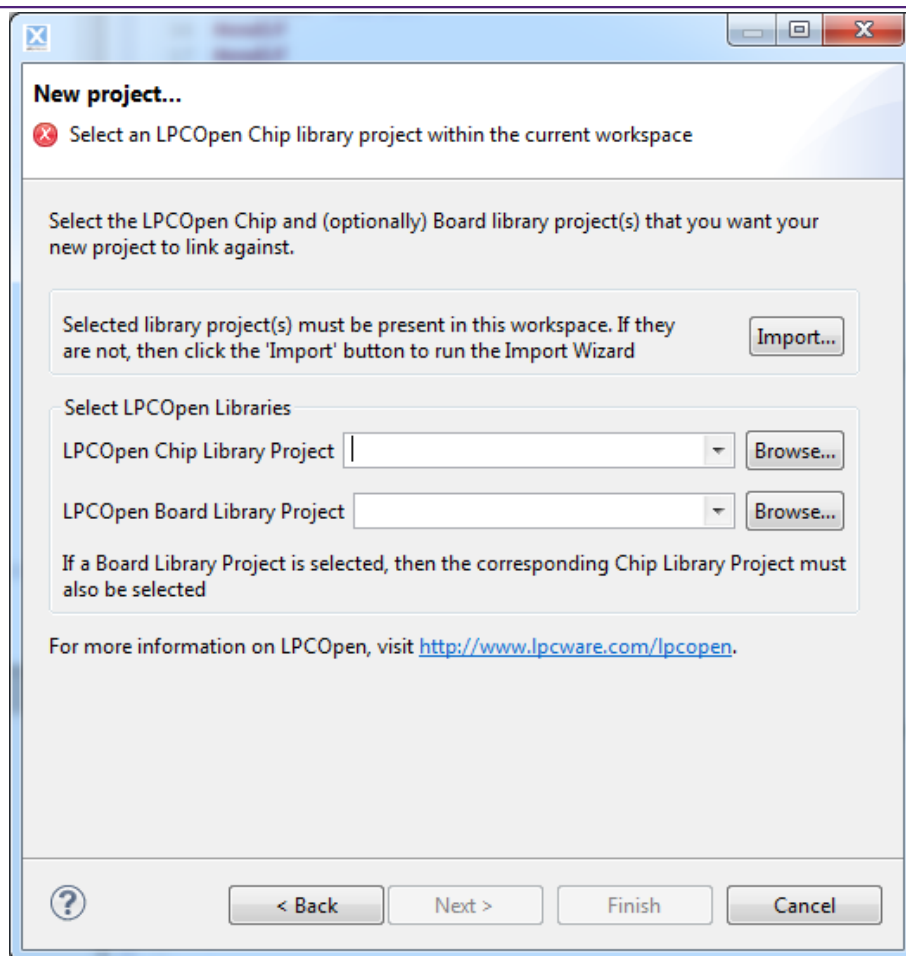 New project...
Select an LPCOpen Chip library project within the current workspace
Select the LPCOpen Chip and (optionally) Board library project(s) that you want your
new project to link against.
Selected library project(s) must be present in this workspace. If they
are not, then click the 'Import' button to run the Import Wizard
Import...
Select LPCOpen Libraries
LPCOpen Chip Library Project
Browse...
LPCOpen Board Library Project
Browse...
If a Board Library Project is selected, then the corresponding Chip Library Project must
also be selected
For more information on LPCOpen, visit http://www.lpcware.com/lpcopen.
< Back Next > Finish Cancel